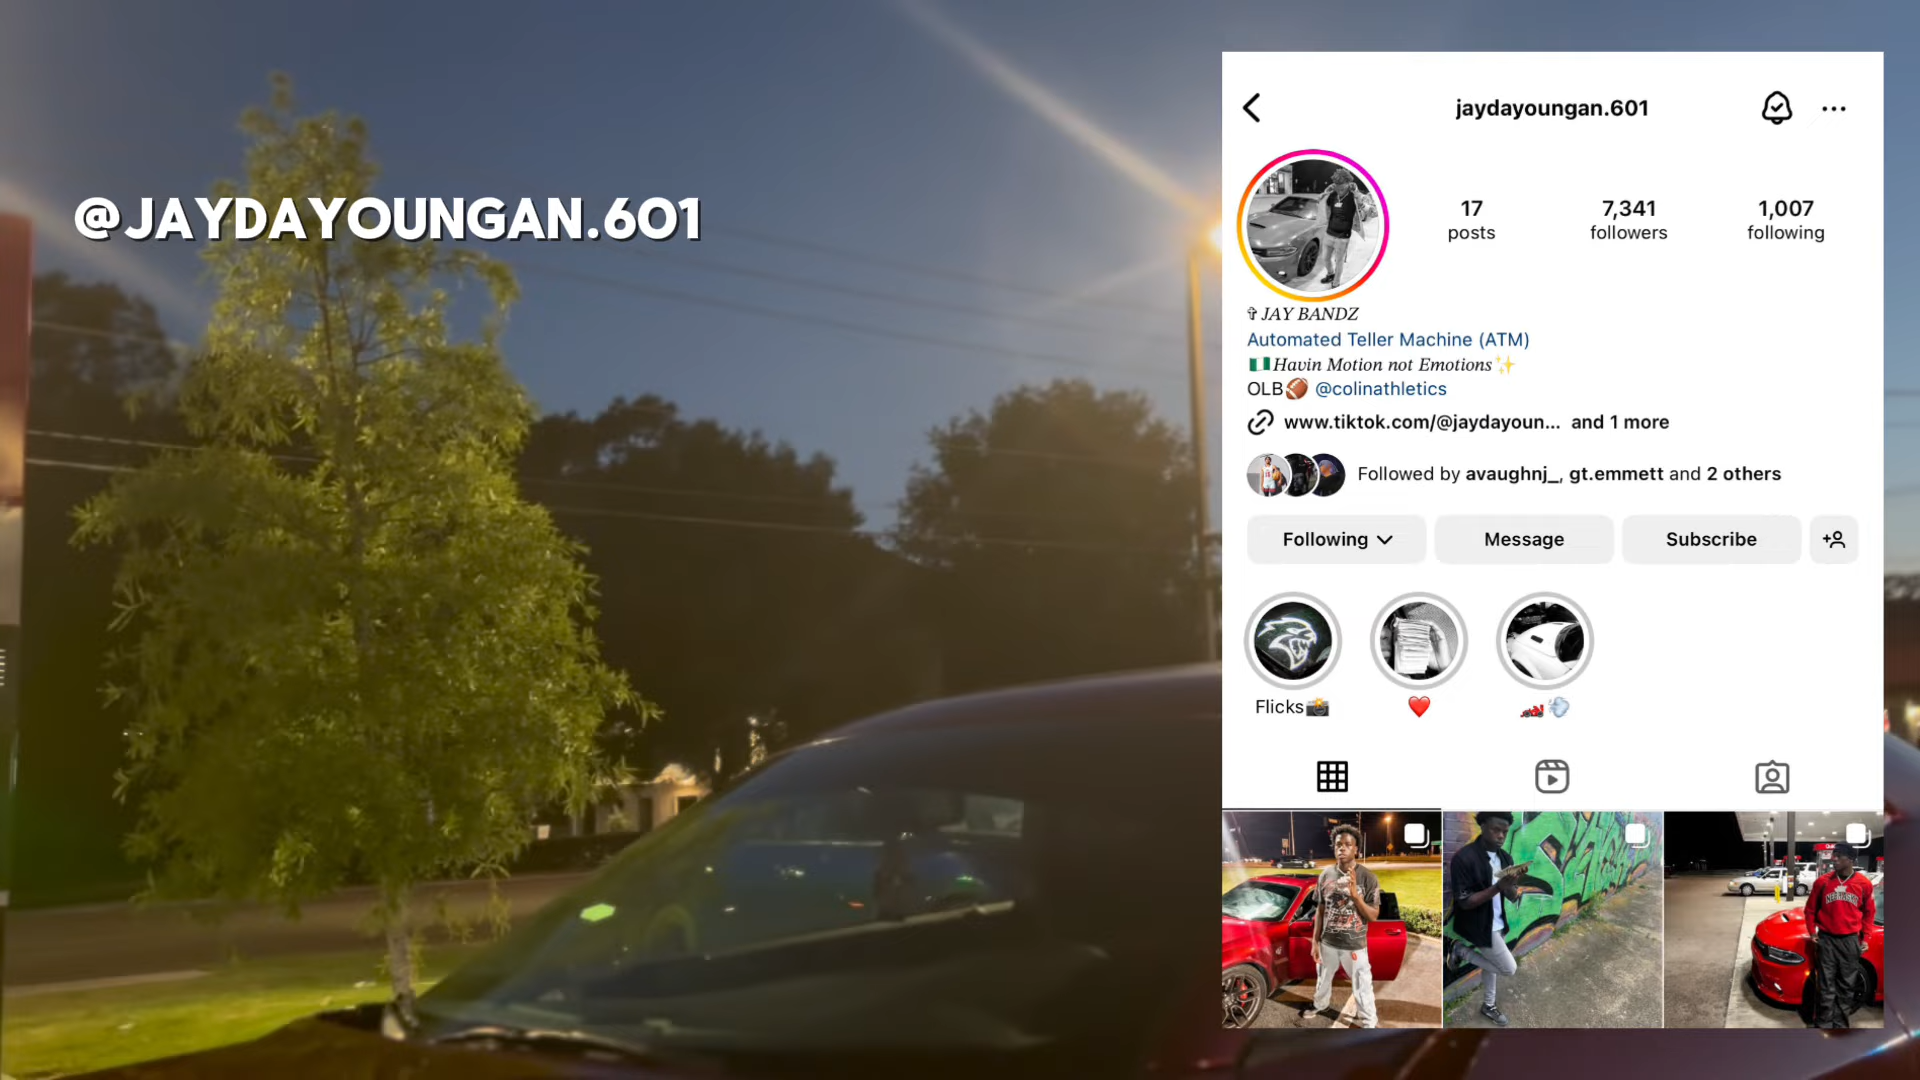 @JAYDAYOUNGAN.601
jaydayoungan.601
17
posts
7,341
followers
1,007
following
✞ JAY BANDZ
Automated Teller Machine (ATM)
🇳🇬Havin Motion not Emotions✨
OLB🏈 @colinathletics
www.tiktok.com/@jaydayoun... and 1 more
Followed by avaughnj_, gt.emmett and 2 others
Following
Message
Subscribe
Flicks📸
❤️
🏎️💨